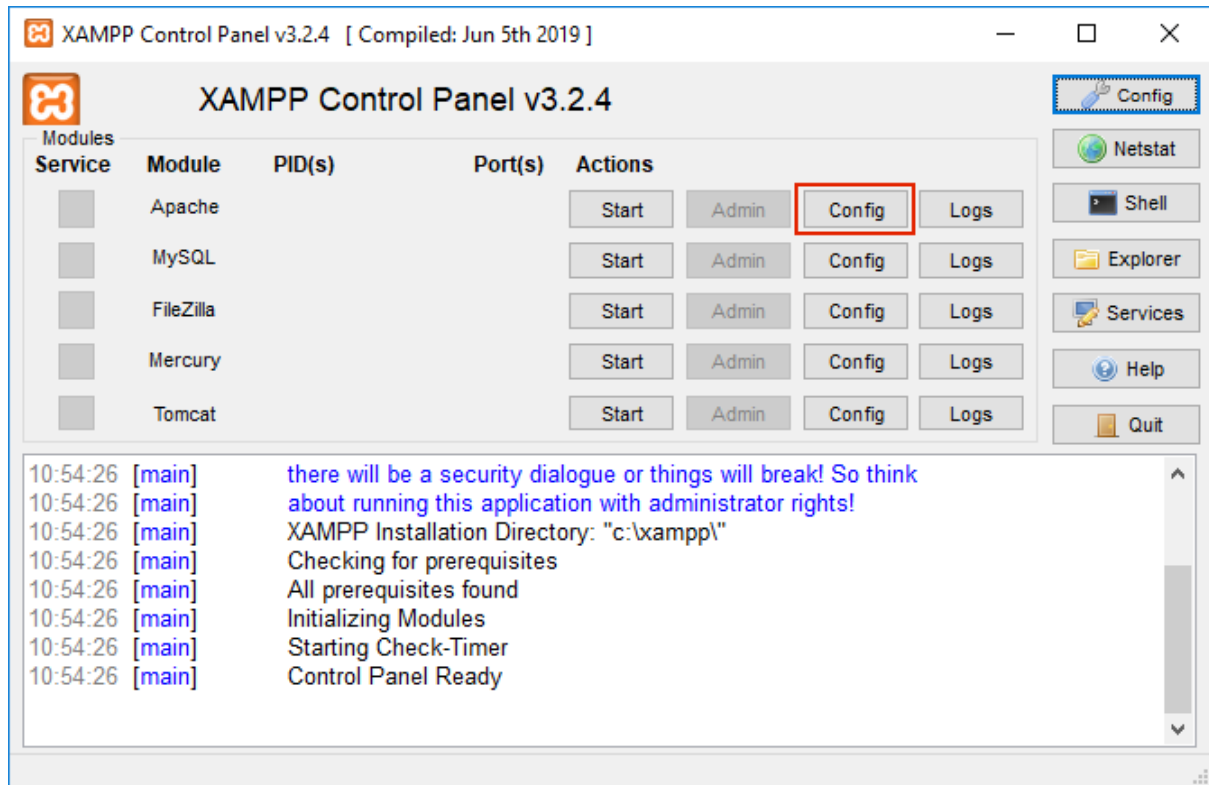 XAMPP Control Panel v3.2.4 [ Compiled: Jun 5th 2019 ]
XAMPP Control Panel v3.2.4
Config
Modules
Netstat
Service Module PID(s) Port(s) Actions
Apache Start Admin Config Logs
Shell
MySQL Start Admin Config Logs
Explorer
FileZilla Start Admin Config Logs
Services
Mercury Start Admin Config Logs
Help
Tomcat Start Admin Config Logs
Quit
10:54:26 [main] there will be a security dialogue or things will break! So think
10:54:26 [main] about running this application with administrator rights!
10:54:26 [main] XAMPP Installation Directory: "c:\xampp\"
10:54:26 [main] Checking for prerequisites
10:54:26 [main] All prerequisites found
10:54:26 [main] Initializing Modules
10:54:26 [main] Starting Check-Timer
10:54:26 [main] Control Panel Ready